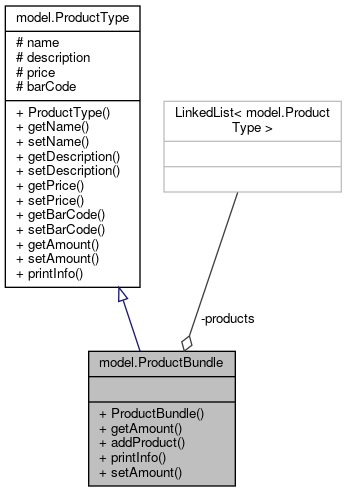 model.ProductType
# name
# description
# price
# barCode
+ ProductType()
+ getName()
+ setName()
+ getDescription()
+ setDescription()
+ getPrice()
+ setPrice()
+ getBarCode()
+ setBarCode()
+ getAmount()
+ setAmount()
+ printInfo()
LinkedList< model.Product
Type >
-products
model.ProductBundle
+ ProductBundle()
+ getAmount()
+ addProduct()
+ printInfo()
+ setAmount()